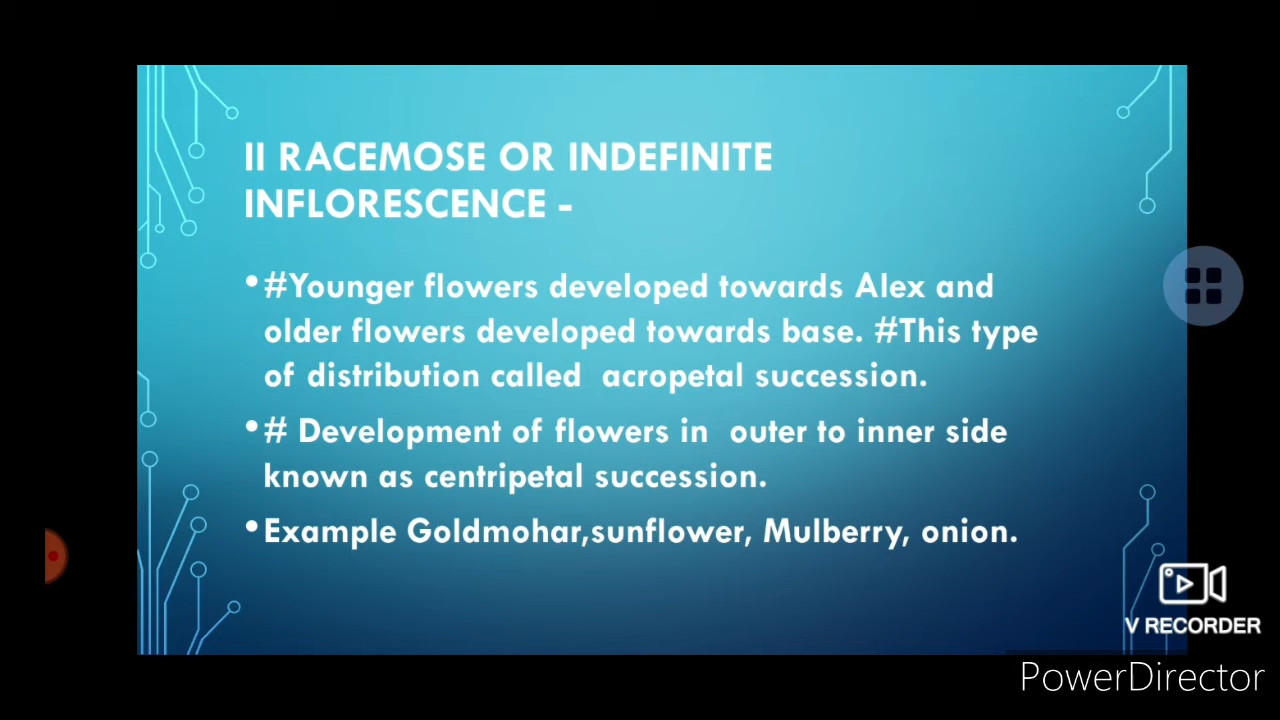 II RACEMOSE OR INDEFINITE
INFLORESCENCE -
•#Younger flowers developed towards Alex and
older flowers developed towards base. #This type
of distribution called acropetal succession.
•# Development of flowers in outer to inner side
known as centripetal succession.
•Example Goldmohar,sunflower, Mulberry, onion.
V RECORDER
PowerDirector